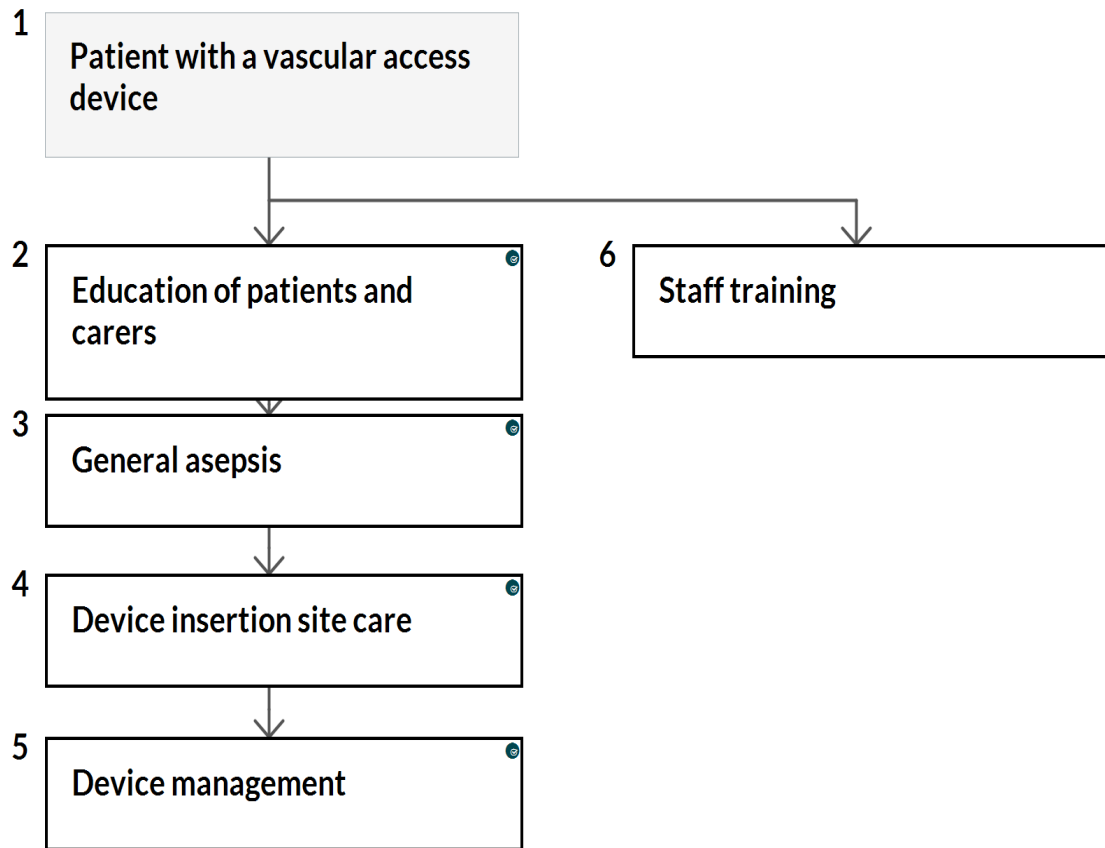 1
Patient with a vascular access
device
2
Education of patients and
carers
6
Staff training
3
General asepsis
4
Device insertion site care
5
Device management